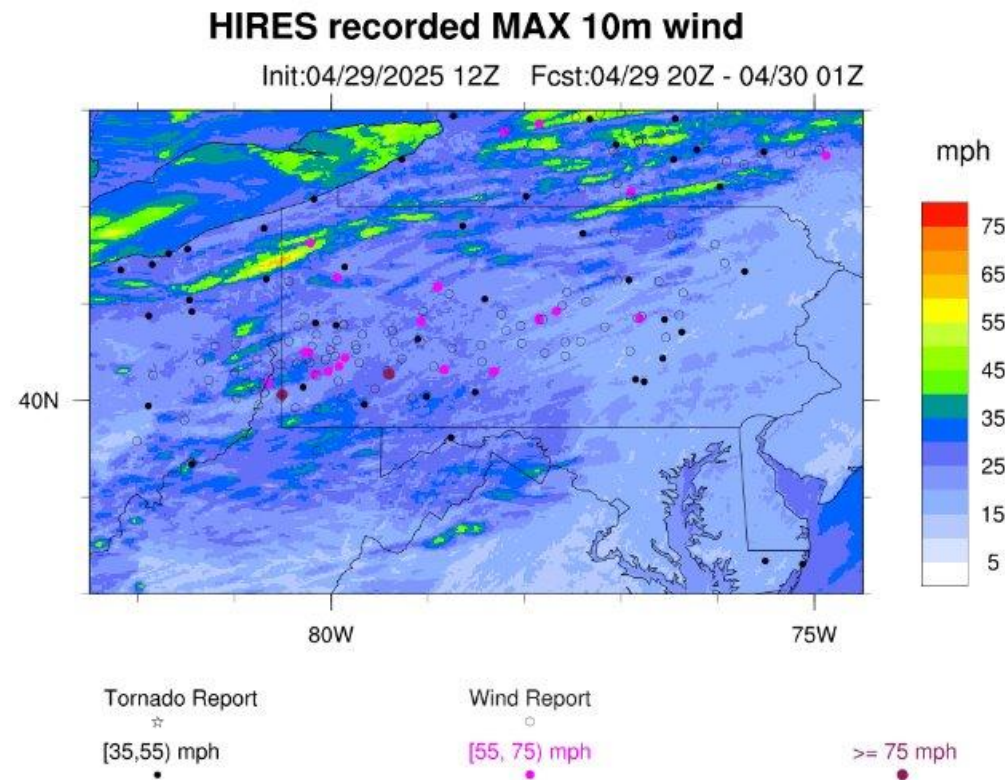 HIRES recorded MAX 10m wind
Init:04/29/2025 12Z Fcst:04/29 20Z - 04/30 01Z
mph
75
65
55
45
35
25
15
5
40N
80W 75W
Tornado Report Wind Report
[35,55) mph [55, 75) mph >= 75 mph